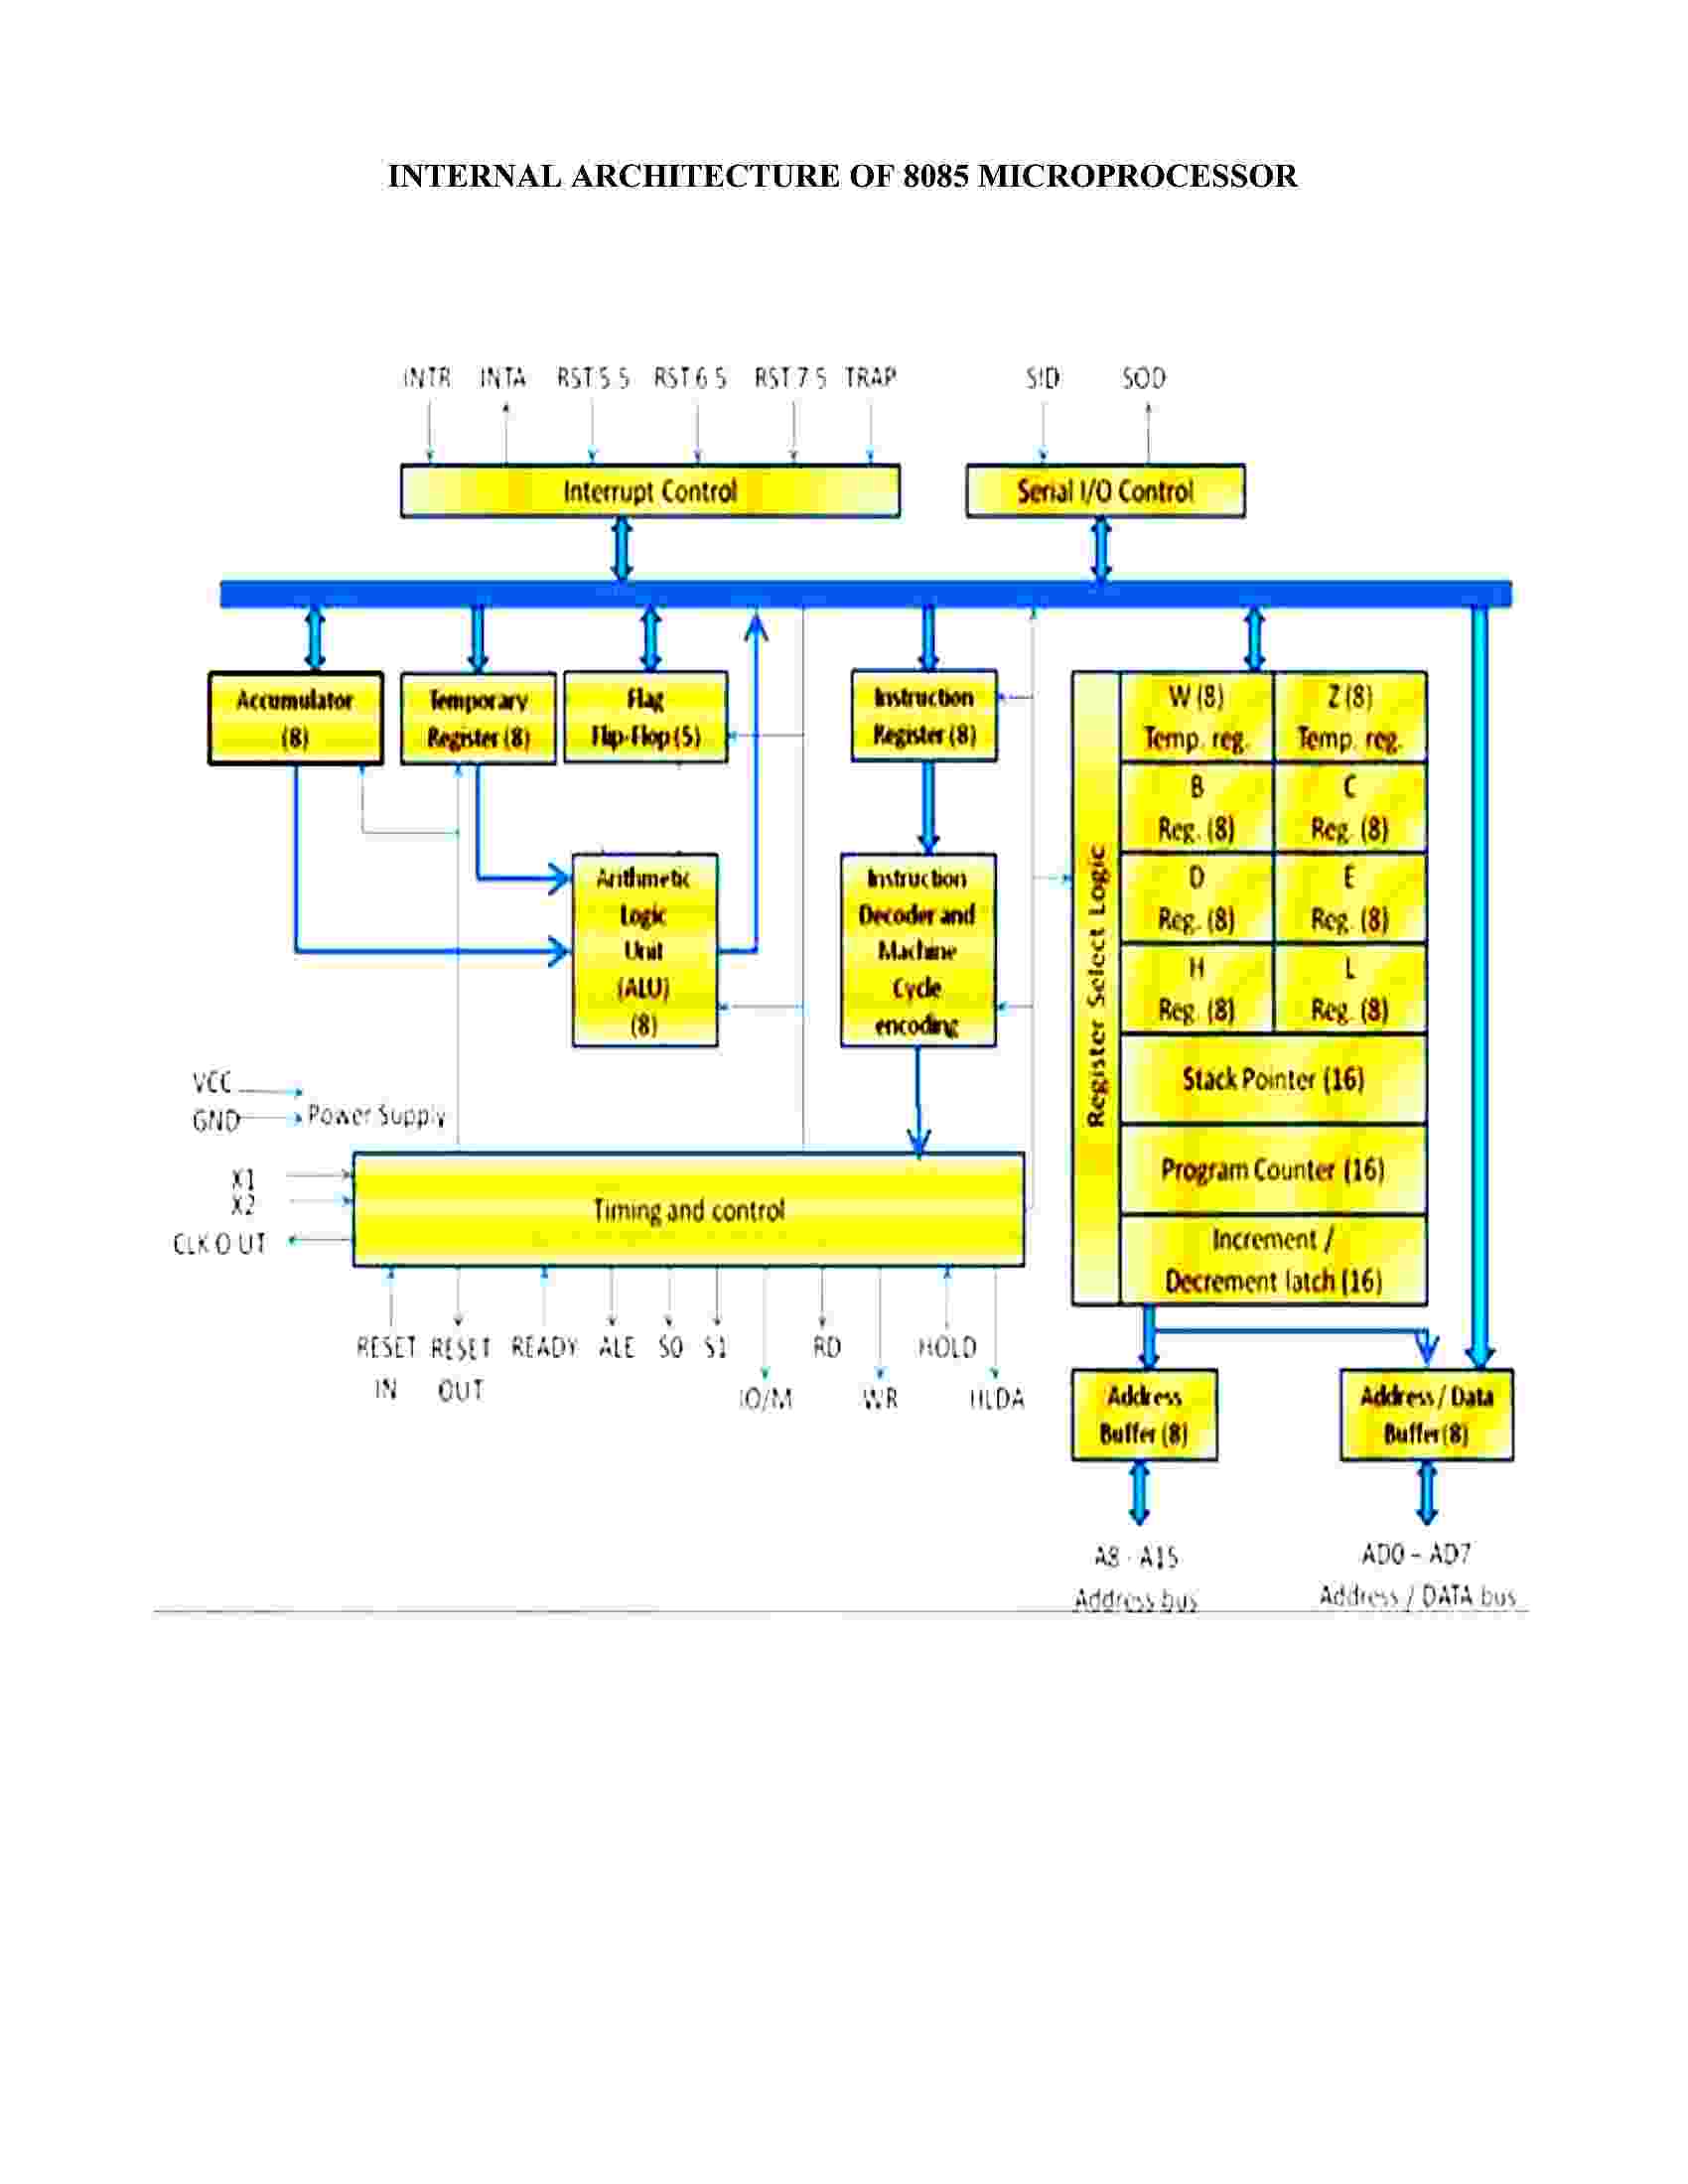 INTERNAL ARCHITECTURE OF 8085 MICROPROCESSOR
INTR INTA RST 5 5 RST 6 5 RST 7 5 TRAP SID SOD
Interrupt Control
Serial I/O Control
Accumulator
(8)
Temporary
Register (8)
Flag
Flip-Flop (5)
Instruction
Register (8)
Arithmetic
Logic
Unit
(ALU)
(8)
Instruction
Decoder and
Machine
Cycle
encoding
Register Select Logic
W (8)
Temp. reg.
Z (8)
Temp. reg.
B
Reg. (8)
C
Reg. (8)
D
Reg. (8)
E
Reg. (8)
H
Reg. (8)
L
Reg. (8)
Stack Pointer (16)
Program Counter (16)
Increment /
Decrement latch (16)
VCC
GND
Power Supply
X1
X2
CLK OUT
Timing and control
RESET
IN
RESET
OUT
READY
ALE
S0
S1
IO/M
RD
WR
HOLD
HLDA
Address
Buffer (8)
Address / Data
Buffer (8)
A8 - A15
Address bus
AD0 – AD7
Address / DATA bus